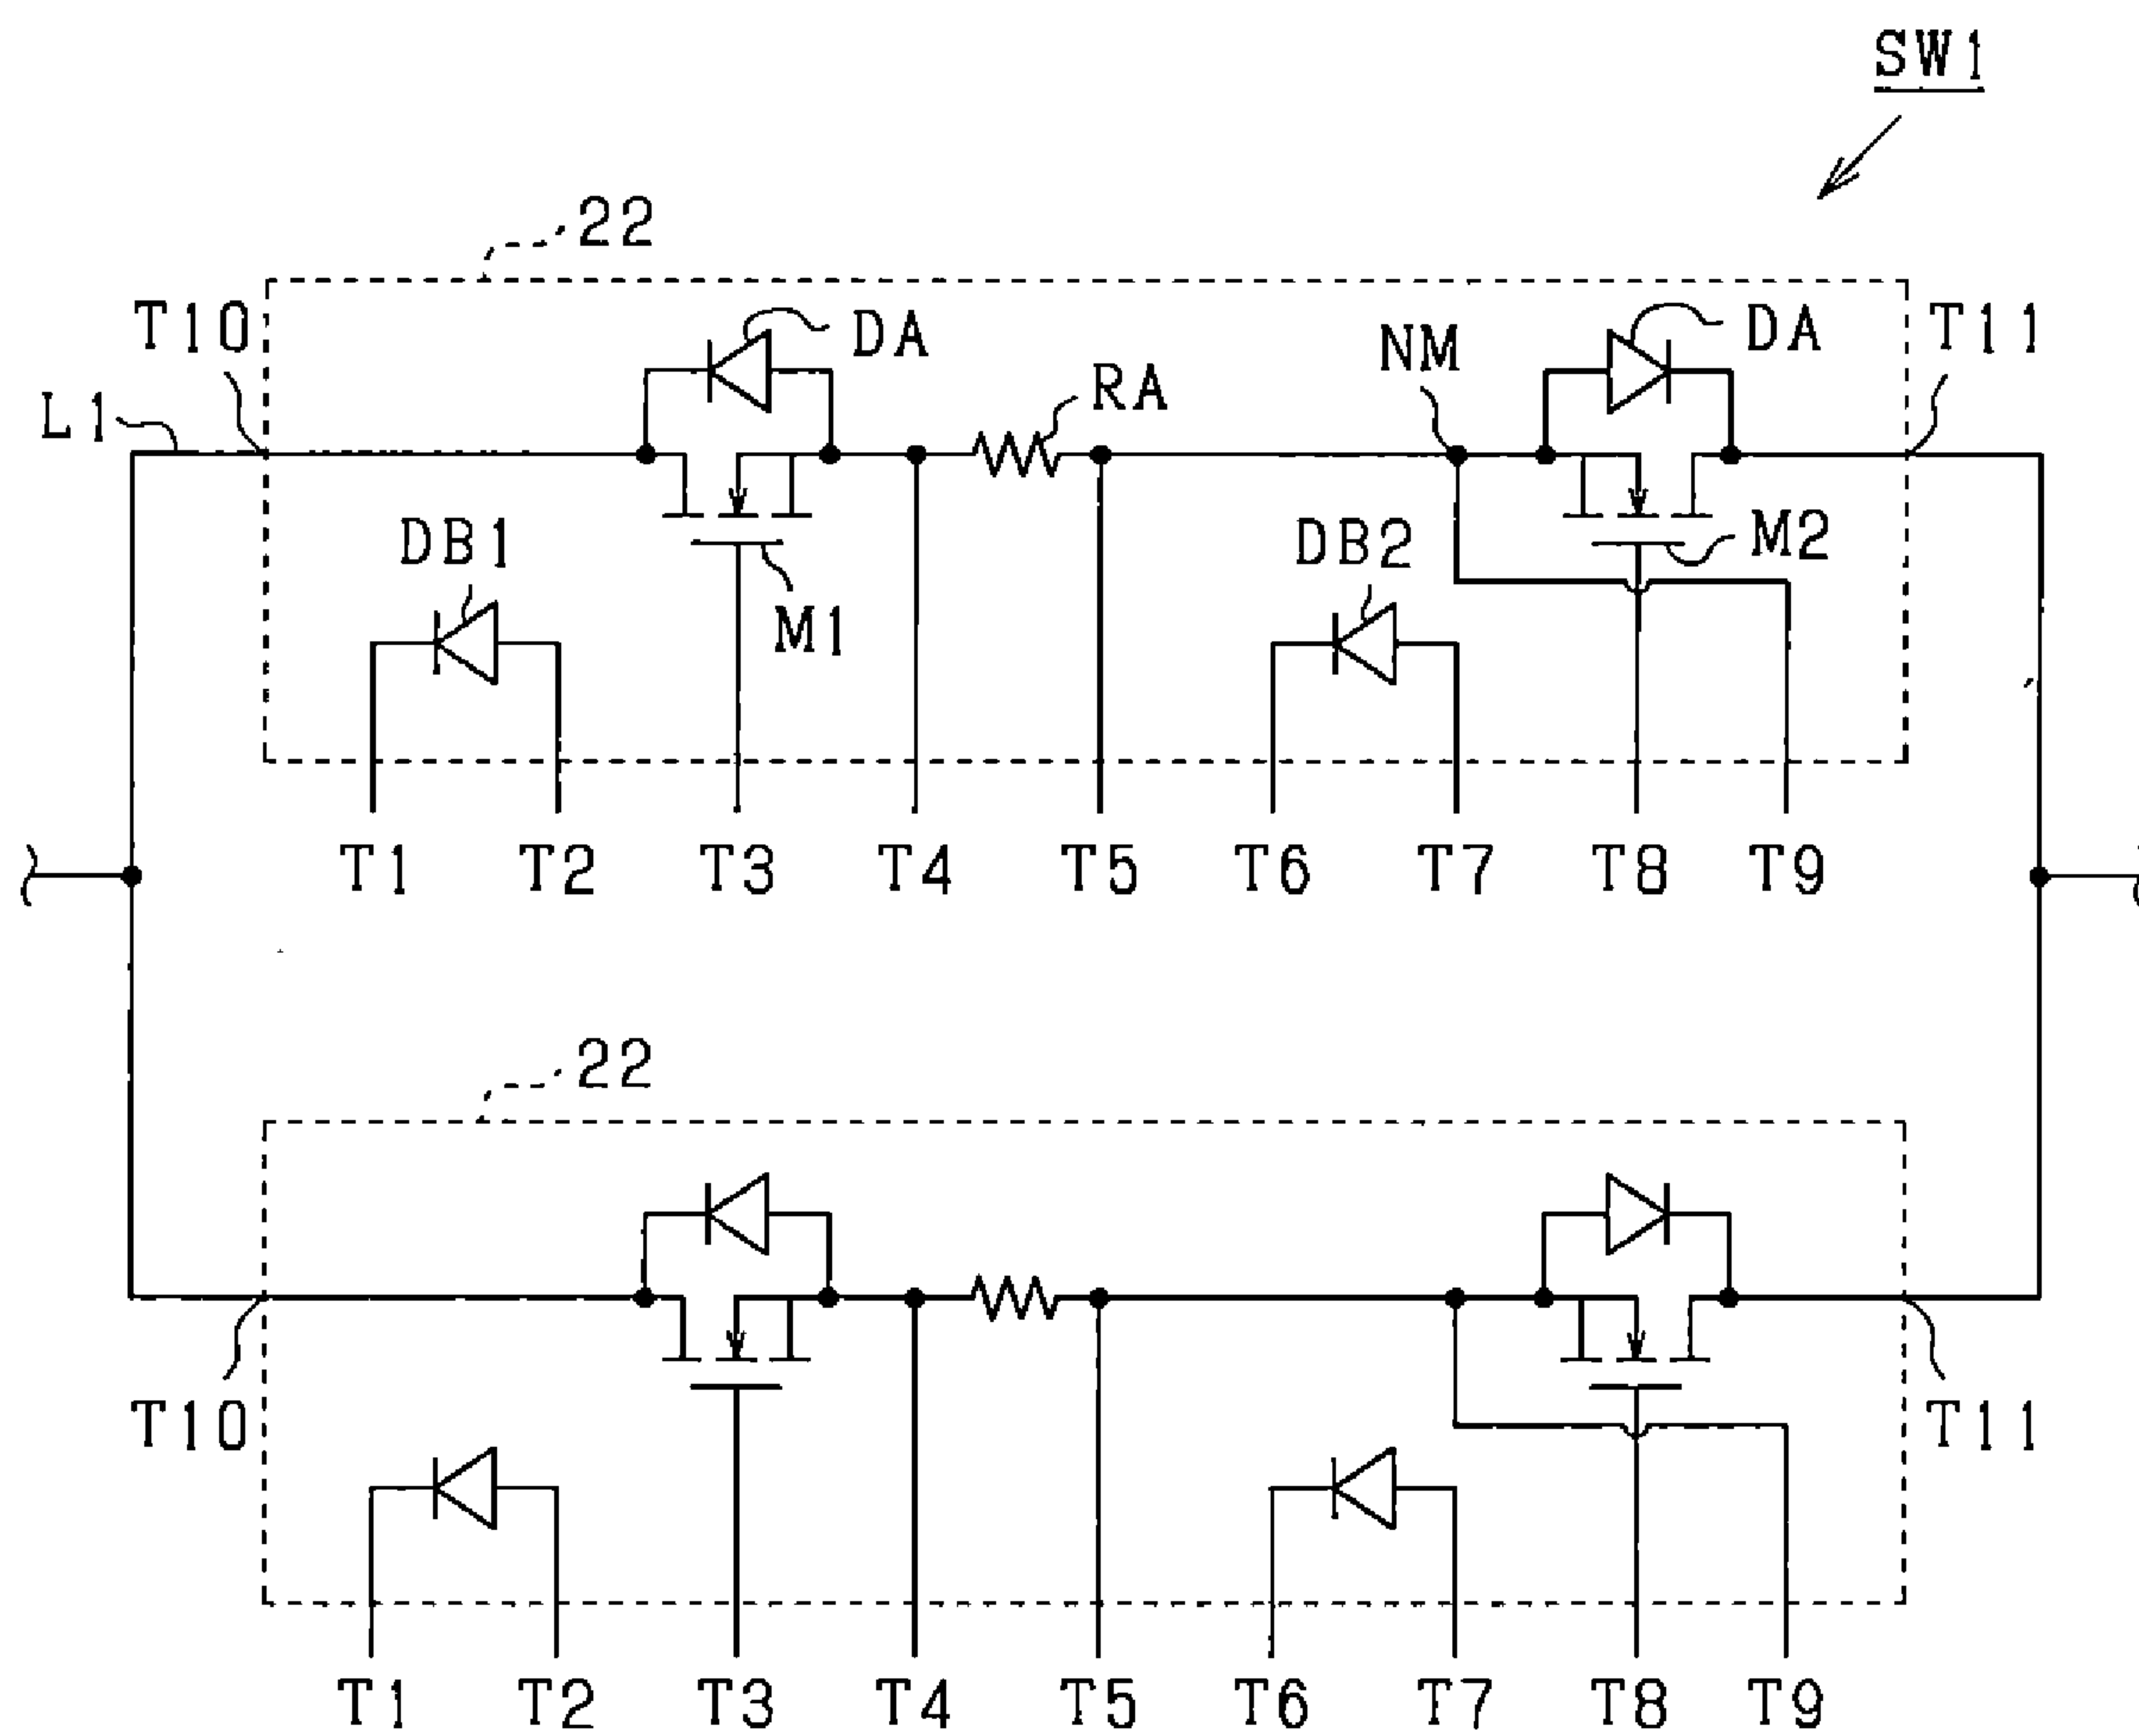 SW1
22
T10
DA
RA
NM
DA
T11
L1
DB1
M1
DB2
M2
T1 T2 T3 T4 T5 T6 T7 T8 T9
22
T10
T11
T1 T2 T3 T4 T5 T6 T7 T8 T9